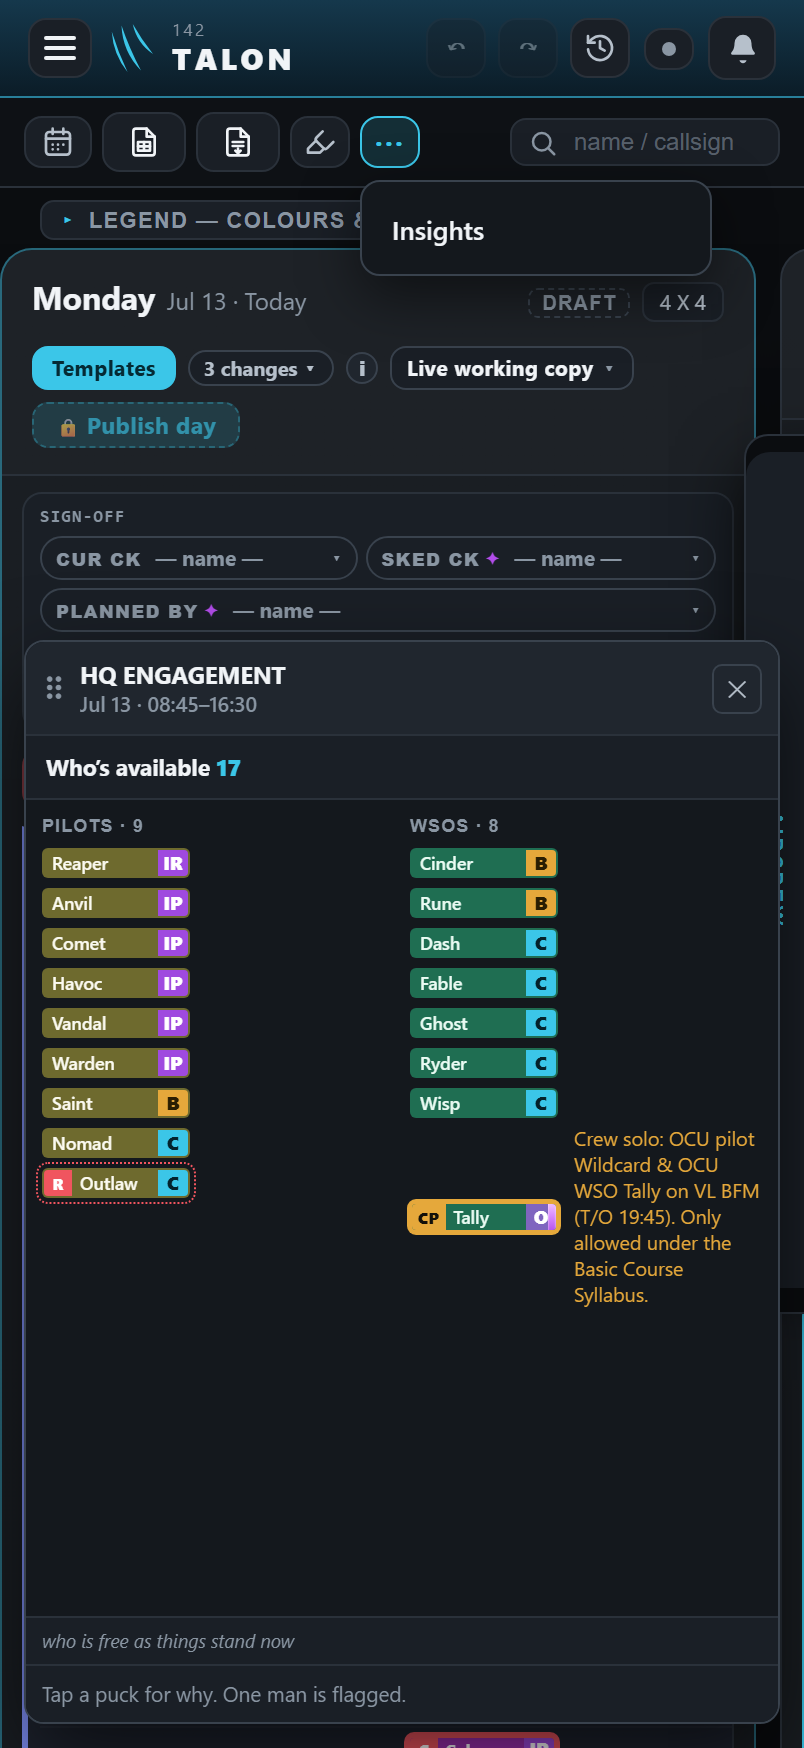 142
TALON
name / callsign
LEGEND — COLOURS &
Insights
Monday Jul 13 · Today
DRAFT
4 X 4
Templates
3 changes
i
Live working copy
Publish day
SIGN-OFF
CUR CK — name —
SKED CK — name —
PLANNED BY — name —
HQ ENGAGEMENT
Jul 13 · 08:45–16:30
Who's available 17
PILOTS · 9
Reaper IR
Anvil IP
Comet IP
Havoc IP
Vandal IP
Warden IP
Saint B
Nomad C
R Outlaw C
WSOS · 8
Cinder B
Rune B
Dash C
Fable C
Ghost C
Ryder C
Wisp C
CP Tally O
Crew solo: OCU pilot
Wildcard & OCU
WSO Tally on VL BFM
(T/O 19:45). Only
allowed under the
Basic Course
Syllabus.
who is free as things stand now
Tap a puck for why. One man is flagged.